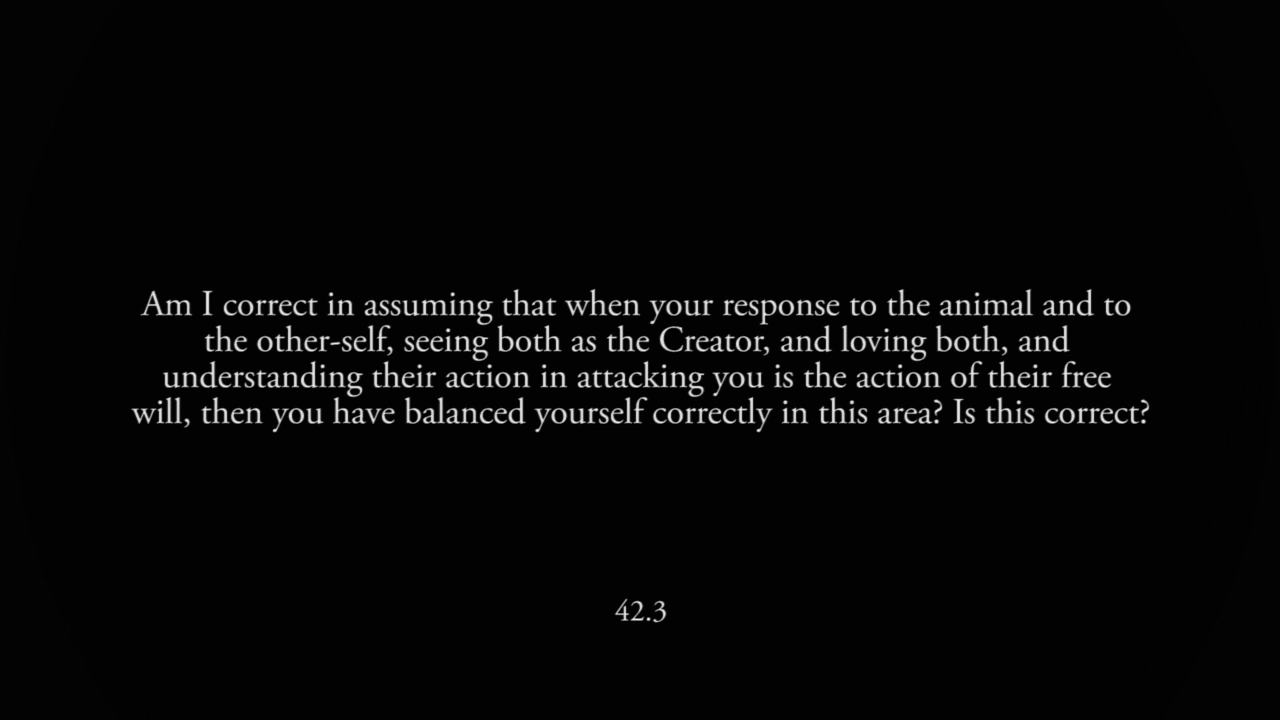 Am I correct in assuming that when your response to the animal and to
the other-self, seeing both as the Creator, and loving both, and
understanding their action in attacking you is the action of their free
will, then you have balanced yourself correctly in this area? Is this correct?
42.3